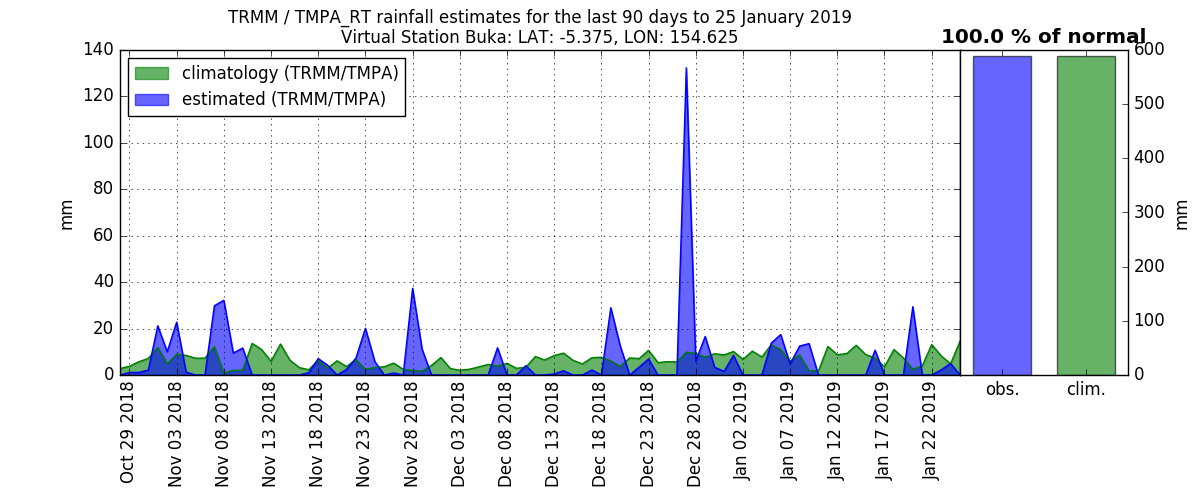 TRMM / TMPA_RT rainfall estimates for the last 90 days to 25 January 2019
Virtual Station Buka: LAT: -5.375, LON: 154.625
100.0 % of normal
climatology (TRMM/TMPA)
estimated (TRMM/TMPA)
mm
140
120
100
80
60
40
20
0
Oct 29 2018
Nov 03 2018
Nov 08 2018
Nov 13 2018
Nov 18 2018
Nov 23 2018
Nov 28 2018
Dec 03 2018
Dec 08 2018
Dec 13 2018
Dec 18 2018
Dec 23 2018
Dec 28 2018
Jan 02 2019
Jan 07 2019
Jan 12 2019
Jan 17 2019
Jan 22 2019
600
500
400
300
200
100
0
mm
obs.
clim.